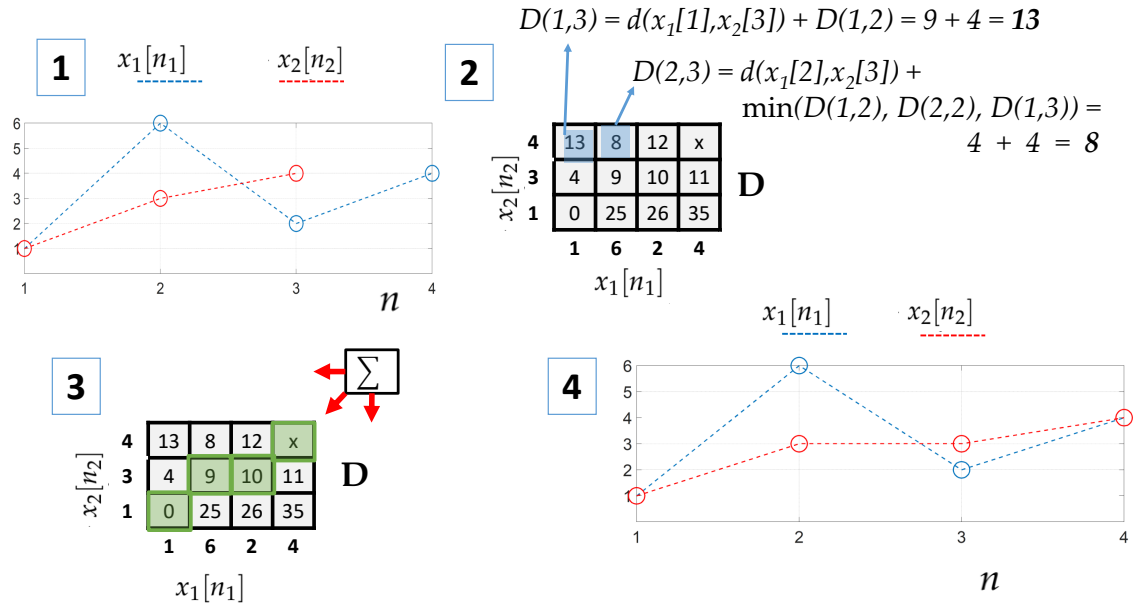 1
x₁[n₁] x₂[n₂]
6
5
4
3
2
1
1 2 3 4
n
2
D(1,3) = d(x₁[1],x₂[3]) + D(1,2) = 9 + 4 = 13
D(2,3) = d(x₁[2],x₂[3]) +
min(D(1,2), D(2,2), D(1,3)) =
4 + 4 = 8
x₂[n₂]
4 13 8 12 x
3 4 9 10 11
1 0 25 26 35
1 6 2 4
D
x₁[n₁]
3
∑
x₂[n₂]
4 13 8 12 x
3 4 9 10 11
1 0 25 26 35
1 6 2 4
D
x₁[n₁]
4
x₁[n₁] x₂[n₂]
6
5
4
3
2
1
1 2 3 4
n